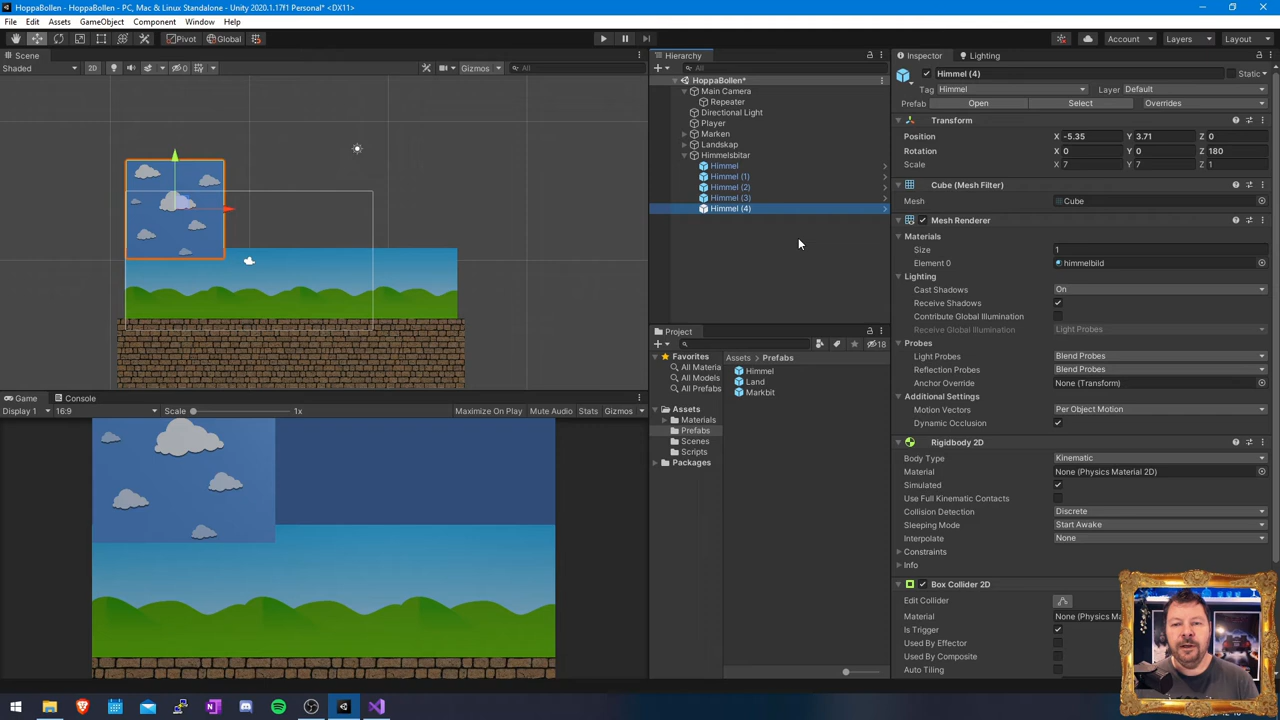 HoppaBollen - HoppaBollen - PC, Mac & Linux Standalone - Unity 2020.1.17f1 Personal* <DX11>
File Edit Assets GameObject Component Window Help
Pivot Global Account Layers Layout
Scene
Shaded 2D 0 Gizmos All
Hierarchy
All
HoppaBollen*
Main Camera
Repeater
Directional Light
Player
Marken
Landskap
Himmelsbitar
Himmel
Himmel (1)
Himmel (2)
Himmel (3)
Himmel (4)
Project
18
Favorites
All Materia
All Models
All Prefabs
Assets
Materials
Prefabs
Scenes
Scripts
Packages
Assets Prefabs
Himmel
Land
Markbit
Game Console
Display 1 16:9 Scale 1x Maximize On Play Mute Audio Stats Gizmos
Inspector Lighting
Himmel (4) Static
Tag Himmel Layer Default
Prefab Open Select Overrides
Transform
Position X -5.35 Y 3.71 Z 0
Rotation X 0 Y 0 Z 180
Scale X 7 Y 7 Z 1
Cube (Mesh Filter)
Mesh Cube
Mesh Renderer
Materials
Size 1
Element 0 himmelbild
Lighting
Cast Shadows On
Receive Shadows
Contribute Global Illumination
Receive Global Illumination Light Probes
Probes
Light Probes Blend Probes
Reflection Probes Blend Probes
Anchor Override None (Transform)
Additional Settings
Motion Vectors Per Object Motion
Dynamic Occlusion
Rigidbody 2D
Body Type Kinematic
Material None (Physics Material 2D)
Simulated
Use Full Kinematic Contacts
Collision Detection Discrete
Sleeping Mode Start Awake
Interpolate None
Constraints
Info
Box Collider 2D
Edit Collider
Material None (Physics Ma
Is Trigger
Used By Effector
Used By Composite
Auto Tiling